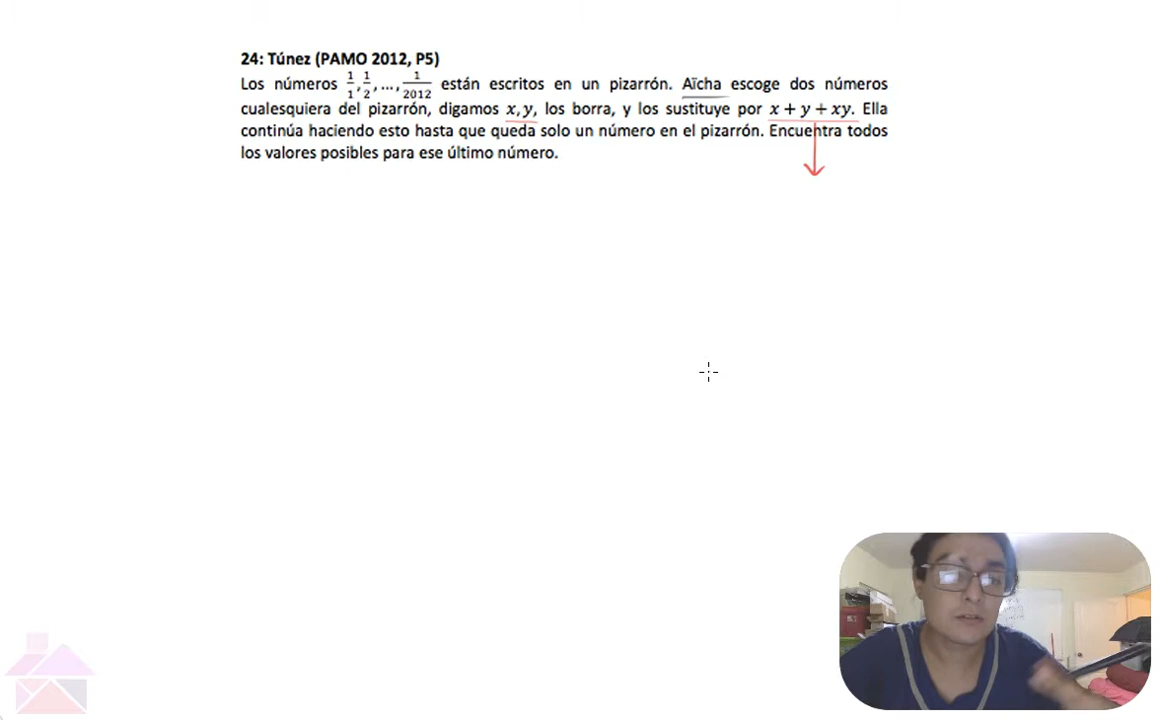 24: Túnez (PAMO 2012, P5)
Los números 1/1, 1/2, ..., 1/2012 están escritos en un pizarrón. Aïcha escoge dos números
cualesquiera del pizarrón, digamos x, y, los borra, y los sustituye por x + y + xy. Ella
continúa haciendo esto hasta que queda solo un número en el pizarrón. Encuentra todos
los valores posibles para ese último número.